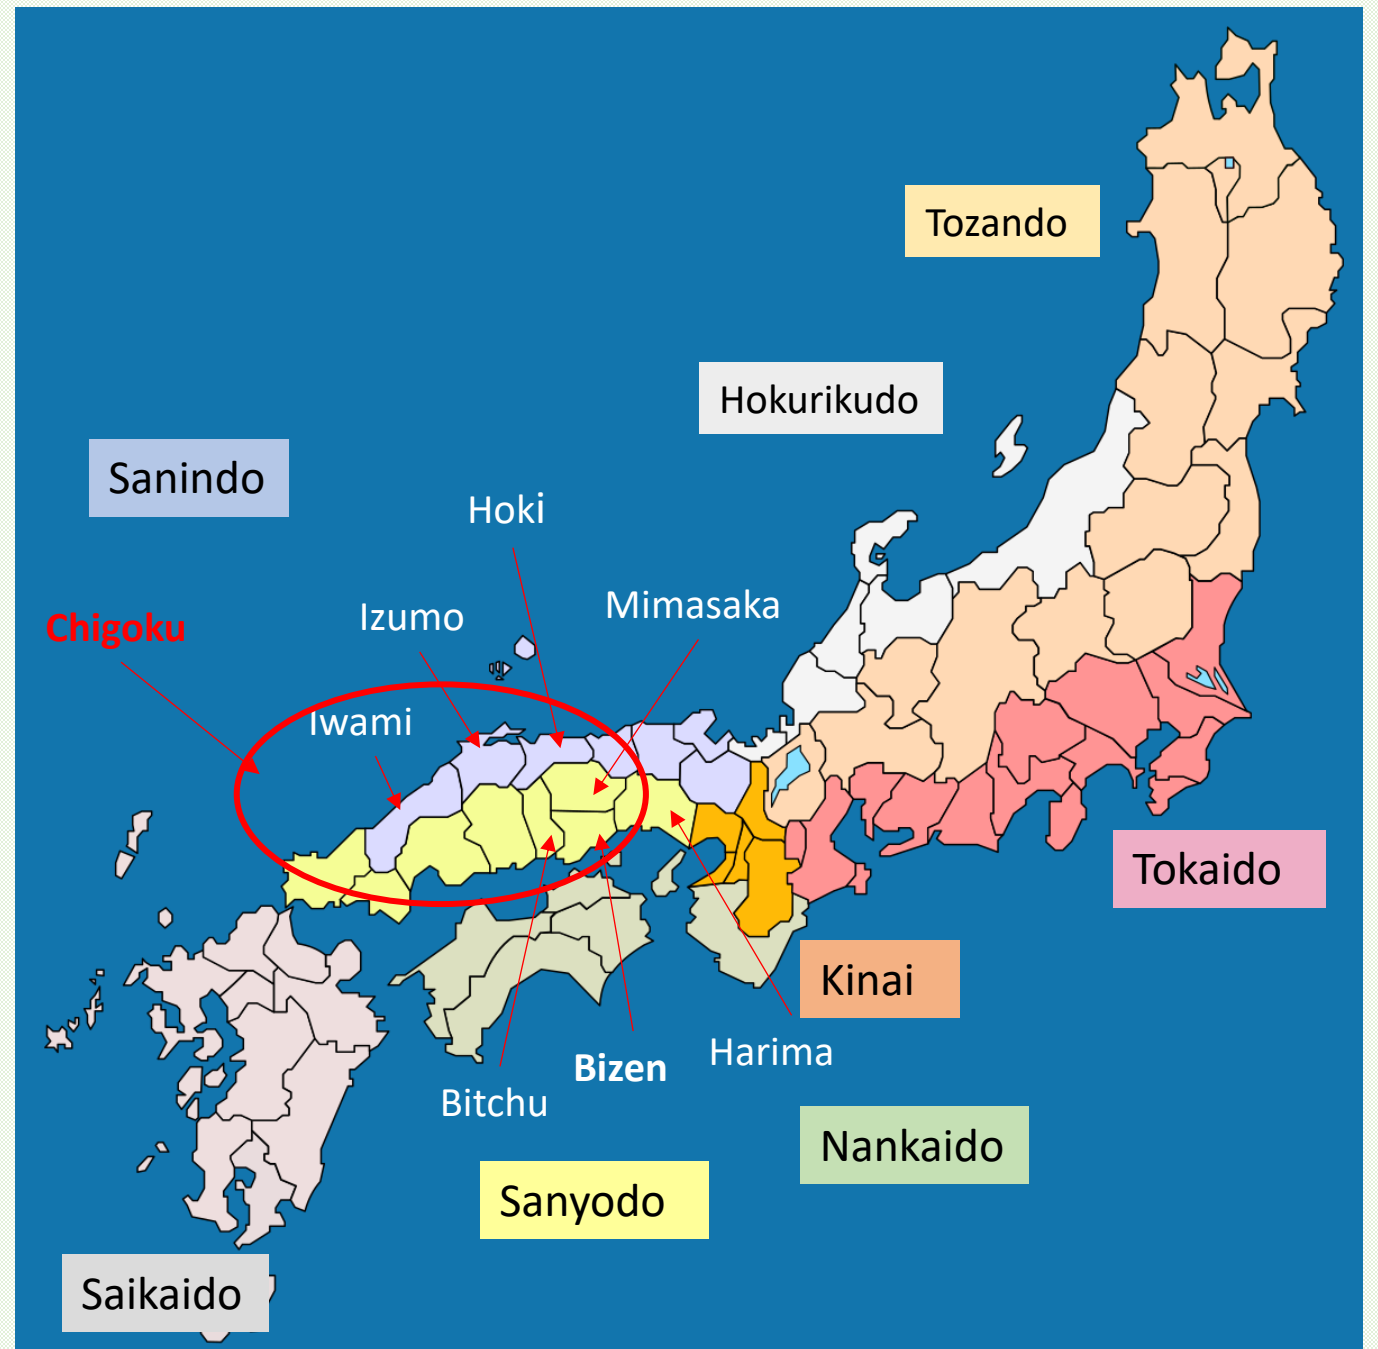 Tozando
Hokurikudo
Sanindo
Hoki
Mimasaka
Izumo
Chigoku
Iwami
Tokaido
Kinai
Harima
Bizen
Bitchu
Nankaido
Sanyodo
Saikaido